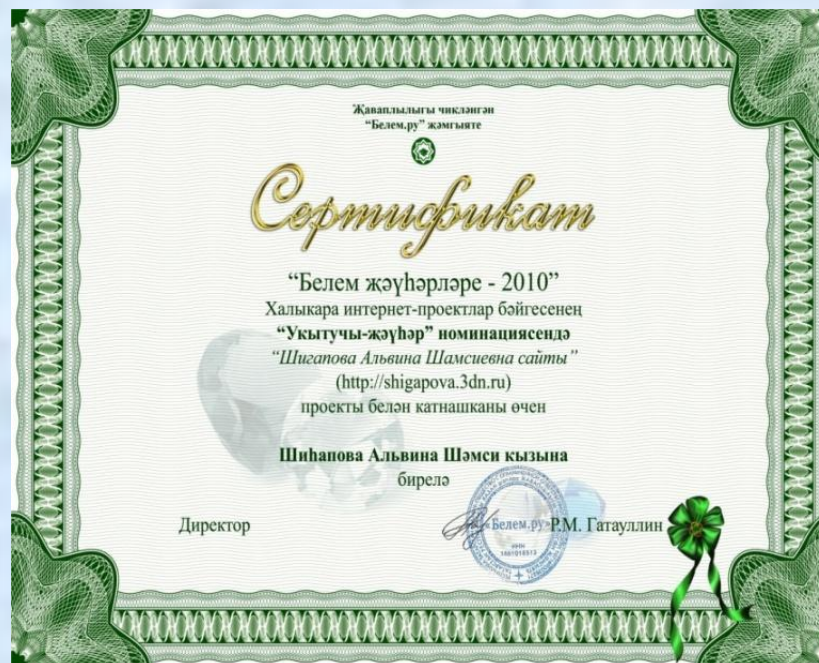 Җаваплылыгы чикләнгән
“Белем.ру” җәмгыяте
Сертификат
“Белем җәүһәрләре - 2010”
Халыкара интернет-проектлар бәйгесенең
“Укытучы-җәүһәр” номинациясендә
“Шигапова Альвина Шамсиевна сайты”
(http://shigapova.3dn.ru)
проекты белән катнашканы өчен
Шиһапова Альвина Шәмси кызына
бирелә
Директор «Белем.ру» Р.М. Гатауллин
ИНН